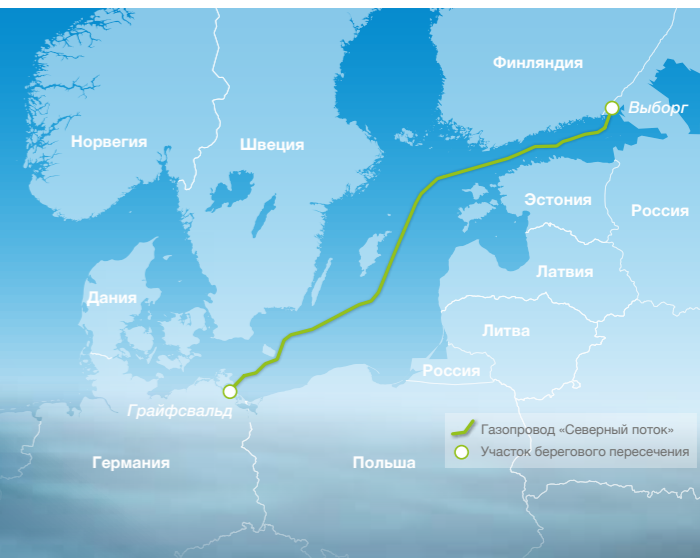 Финляндия
Выборг
Норвегия
Швеция
Эстония
Россия
Латвия
Дания
Литва
Россия
Грайфсвальд
Газопровод «Северный поток»
Участок берегового пересечения
Германия
Польша